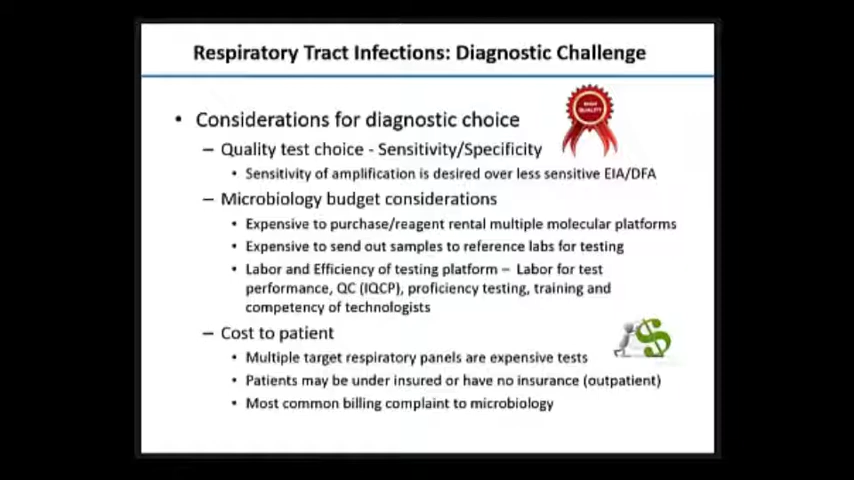 Respiratory Tract Infections: Diagnostic Challenge
• Considerations for diagnostic choice
HIGH
QUALITY
– Quality test choice - Sensitivity/Specificity
• Sensitivity of amplification is desired over less sensitive EIA/DFA
– Microbiology budget considerations
• Expensive to purchase/reagent rental multiple molecular platforms
• Expensive to send out samples to reference labs for testing
• Labor and Efficiency of testing platform – Labor for test
performance, QC (IQCP), proficiency testing, training and
competency of technologists
– Cost to patient
• Multiple target respiratory panels are expensive tests
• Patients may be under insured or have no insurance (outpatient)
• Most common billing complaint to microbiology